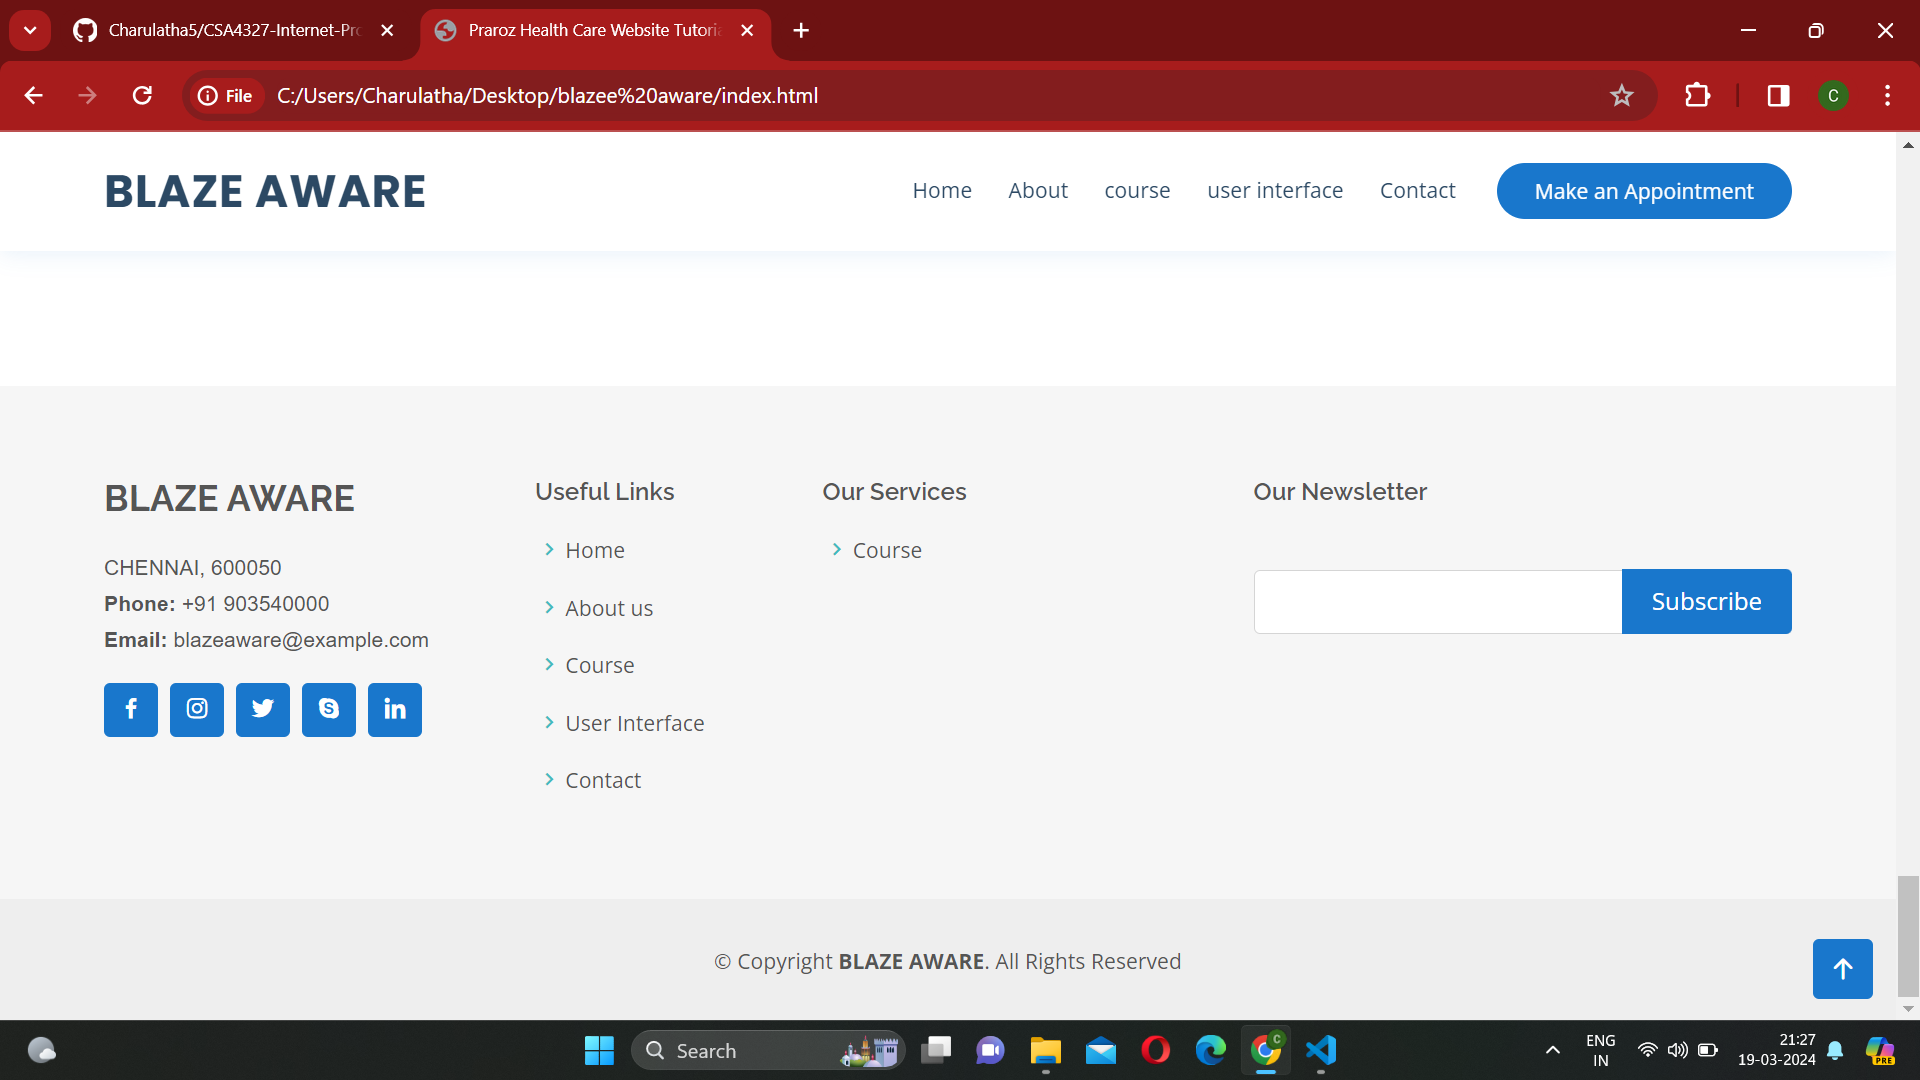 Charulatha5/CSA4327-Internet-Pro
Praroz Health Care Website Tutoria
File
C:/Users/Charulatha/Desktop/blazee%20aware/index.html
C
BLAZE AWARE
Home
About
course
user interface
Contact
Make an Appointment
BLAZE AWARE
CHENNAI, 600050
Phone: +91 903540000
Email: blazeaware@example.com
Useful Links
Home
About us
Course
User Interface
Contact
Our Services
Course
Our Newsletter
Subscribe
© Copyright BLAZE AWARE. All Rights Reserved
Search
C
ENG
IN
21:27
19-03-2024
PRE